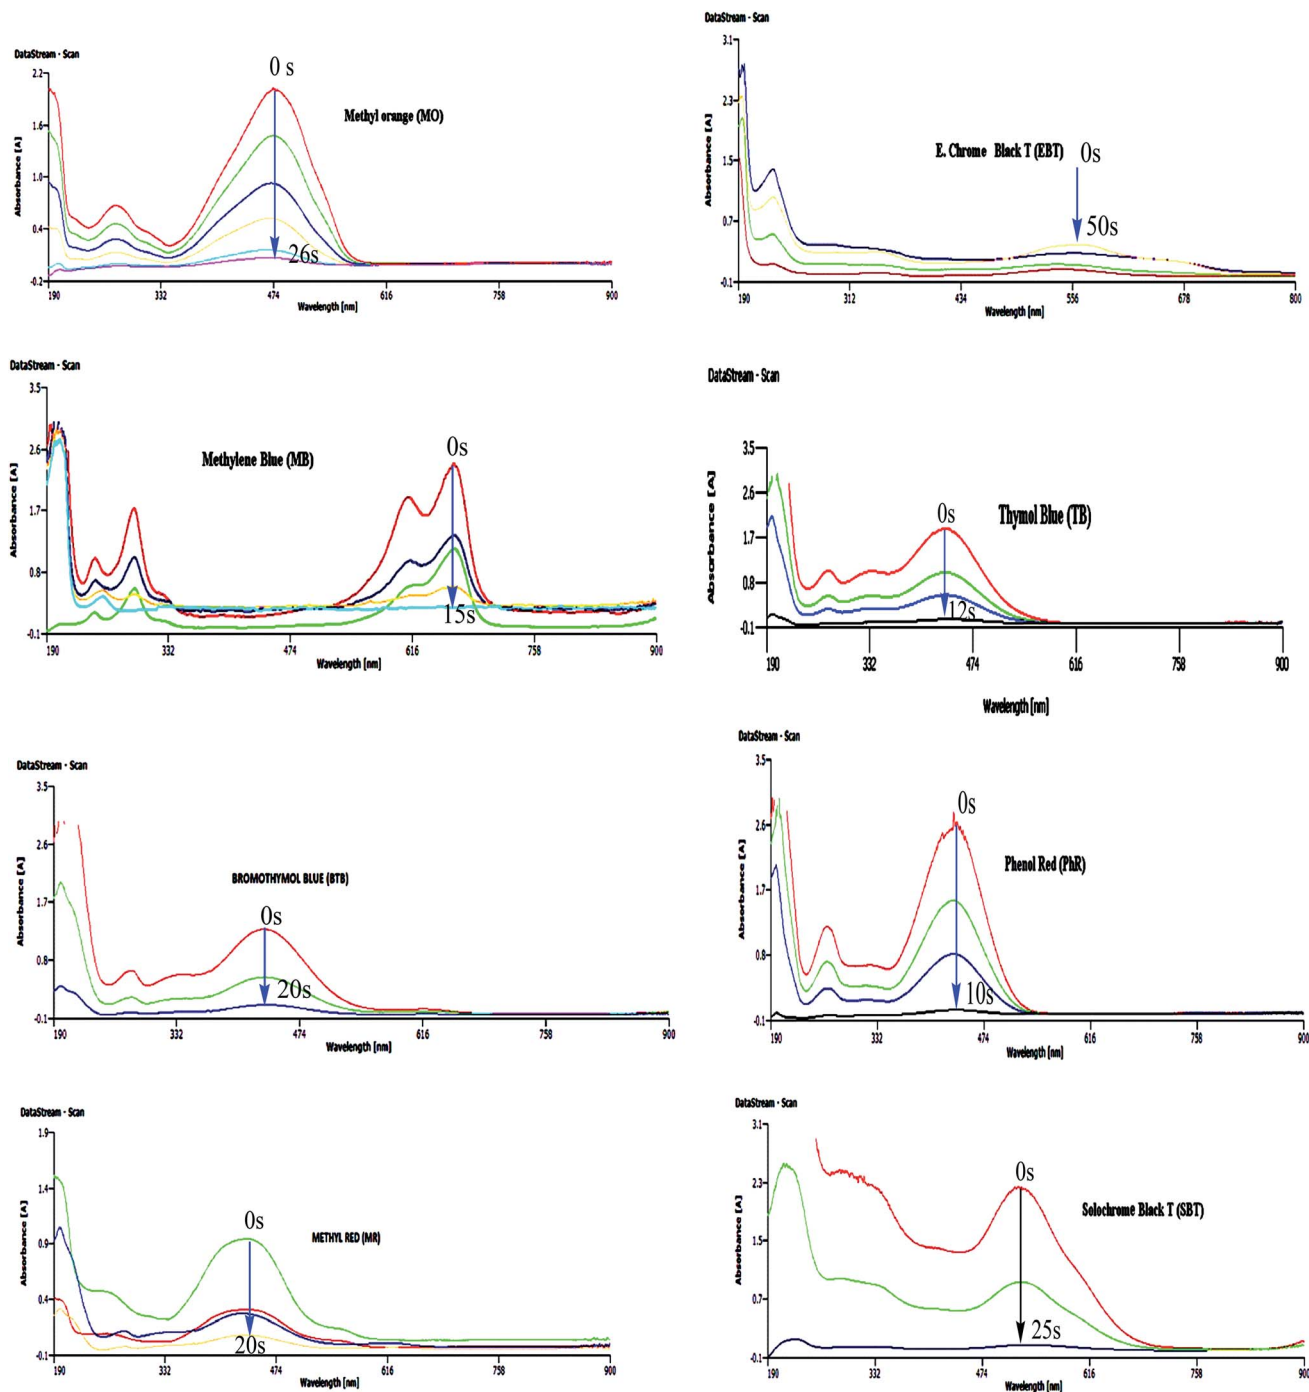 DataStream - Scan
Absorbance [A]
2.2
1.6
1.0
0.4
-0.2
0 s
Methyl orange (MO)
26s
190 332 474 616 758 900
Wavelength [nm]
DataStream - Scan
Absorbance [A]
3.1
2.3
1.5
0.7
-0.1
E. Chrome Black T (EBT)
0s
50s
190 312 434 556 678 800
Wavelength [nm]
DataStream - Scan
Absorbance [A]
3.5
2.6
1.7
0.8
-0.1
Methylene Blue (MB)
0s
15s
190 332 474 616 758 900
Wavelength [nm]
DataStream - Scan
Absorbance [A]
3.5
2.6
1.7
0.8
-0.1
0s
Thymol Blue (TB)
12s
190 332 474 616 758 900
Wavelength [nm]
DataStream - Scan
Absorbance [A]
3.5
2.6
1.7
0.8
-0.1
BROMOTHYMOL BLUE (BTB)
0s
20s
190 332 474 616 758 900
Wavelength [nm]
DataStream - Scan
Absorbance [A]
3.5
2.6
1.7
0.8
-0.1
0s
Phenol Red (PhR)
10s
190 332 474 616 758 900
Wavelength [nm]
DataStream - Scan
Absorbance [A]
1.9
1.4
0.9
0.4
-0.1
0s
METHYL RED (MR)
20s
190 332 474 616 758 900
Wavelength [nm]
DataStream - Scan
Absorbance [A]
3.1
2.3
1.5
0.7
-0.1
0s
Solochrome Black T (SBT)
25s
190 332 474 616 758 900
Wavelength [nm]